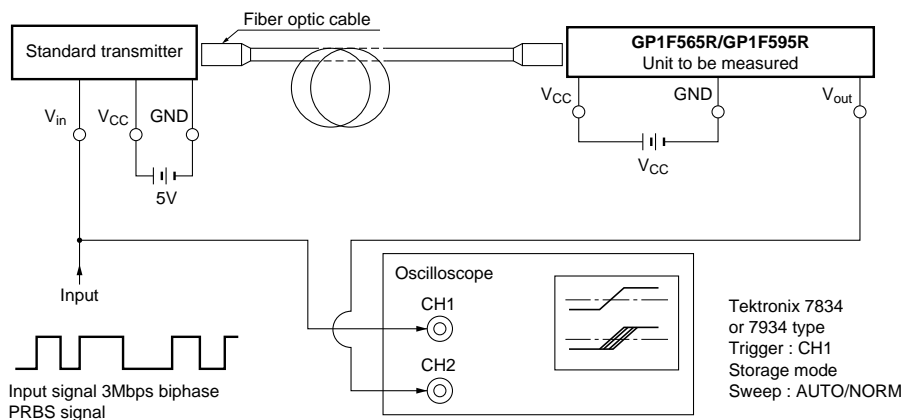 Fiber optic cable
Standard transmitter
GP1F565R/GP1F595R
Unit to be measured
Vin
VCC
GND
5V
VCC
GND
Vout
VCC
Input
Oscilloscope
CH1
CH2
Input signal 3Mbps biphase
PRBS signal
Tektronix 7834
or 7934 type
Trigger : CH1
Storage mode
Sweep : AUTO/NORM